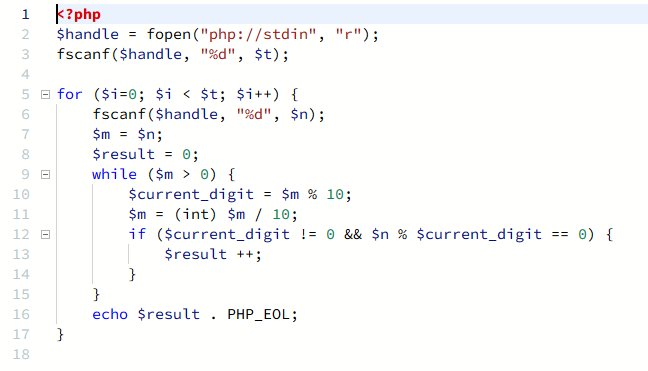 1 <?php
2 $handle = fopen("php://stdin", "r");
3 fscanf($handle, "%d", $t);
4
5 for ($i=0; $i < $t; $i++) {
6     fscanf($handle, "%d", $n);
7     $m = $n;
8     $result = 0;
9     while ($m > 0) {
10         $current_digit = $m % 10;
11         $m = (int) $m / 10;
12         if ($current_digit != 0 && $n % $current_digit == 0) {
13             $result ++;
14         }
15     }
16     echo $result . PHP_EOL;
17 }
18